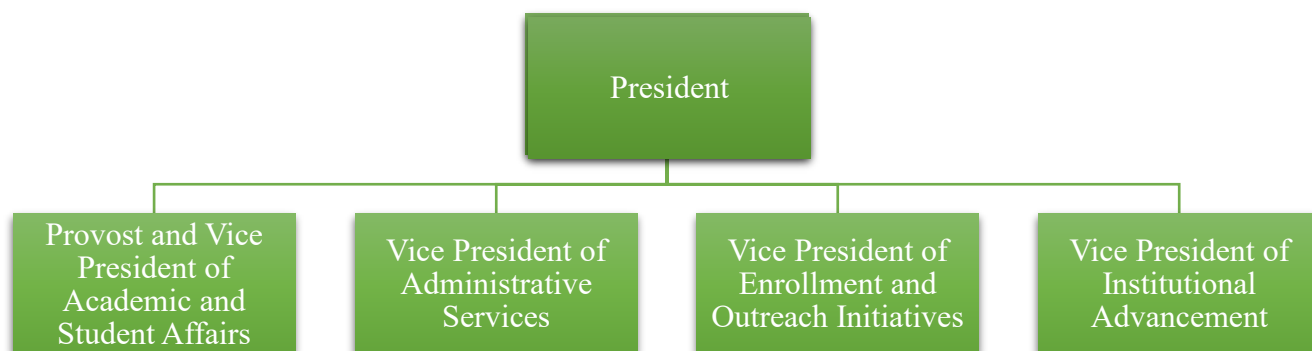 President
Provost and Vice
President of
Academic and
Student Affairs
Vice President of
Administrative
Services
Vice President of
Enrollment and
Outreach Initiatives
Vice President of
Institutional
Advancement